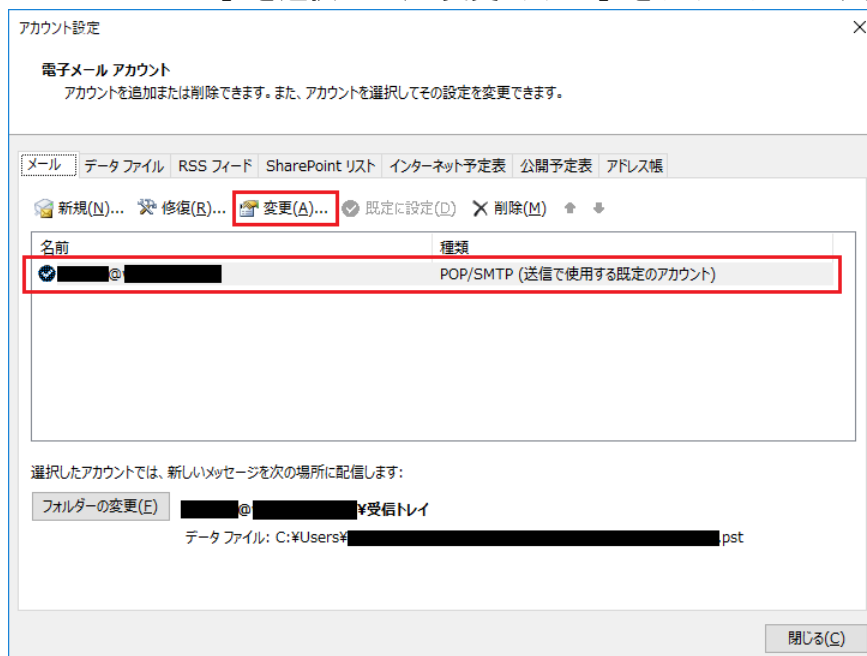 アカウント設定
電子メール アカウント
アカウントを追加または削除できます。また、アカウントを選択してその設定を変更できます。
メール データ ファイル RSS フィード SharePoint リスト インターネット予定表 公開予定表 アドレス帳
新規(N)... 修復(R)... 変更(A)... 既定に設定(D) 削除(M)
名前 種類
@ POP/SMTP (送信で使用する既定のアカウント)
選択したアカウントでは、新しいメッセージを次の場所に配信します:
フォルダーの変更(F) @ ¥受信トレイ
データ ファイル: C:¥Users¥ .pst
閉じる(C)